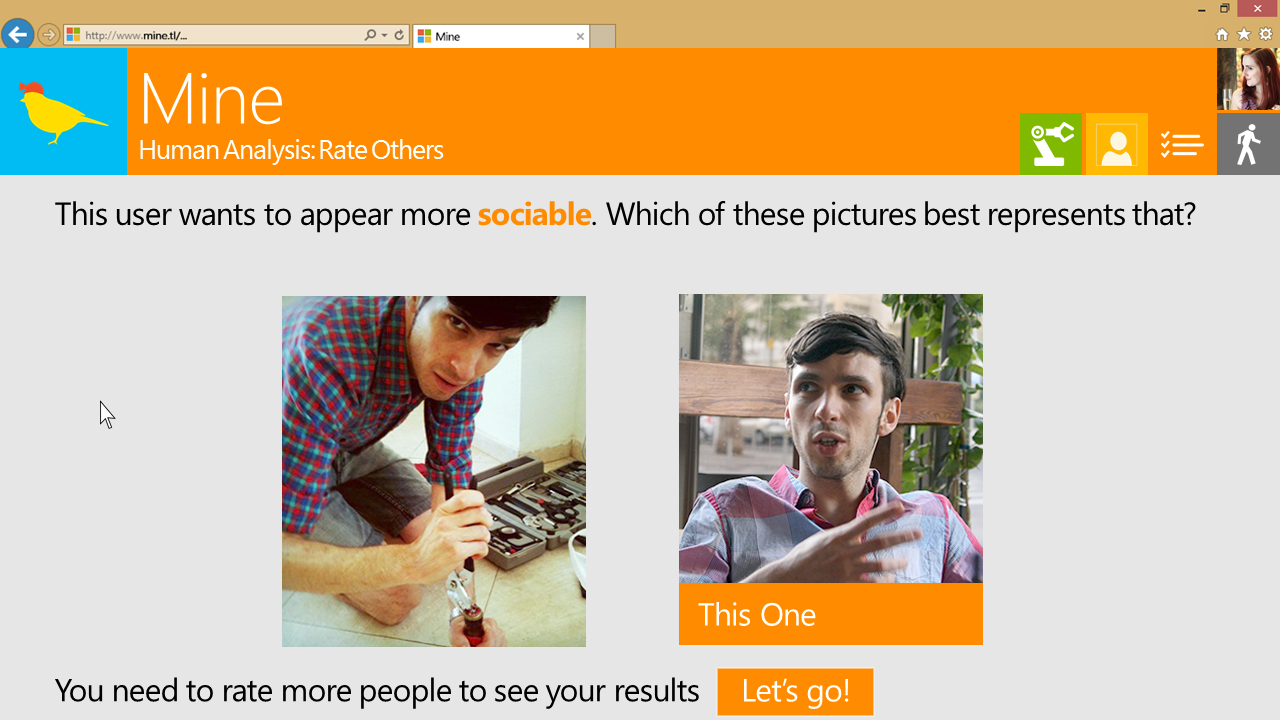 http://www.mine.tl/...
Mine
Mine
Human Analysis: Rate Others
This user wants to appear more sociable. Which of these pictures best represents that?
This One
You need to rate more people to see your results
Let's go!